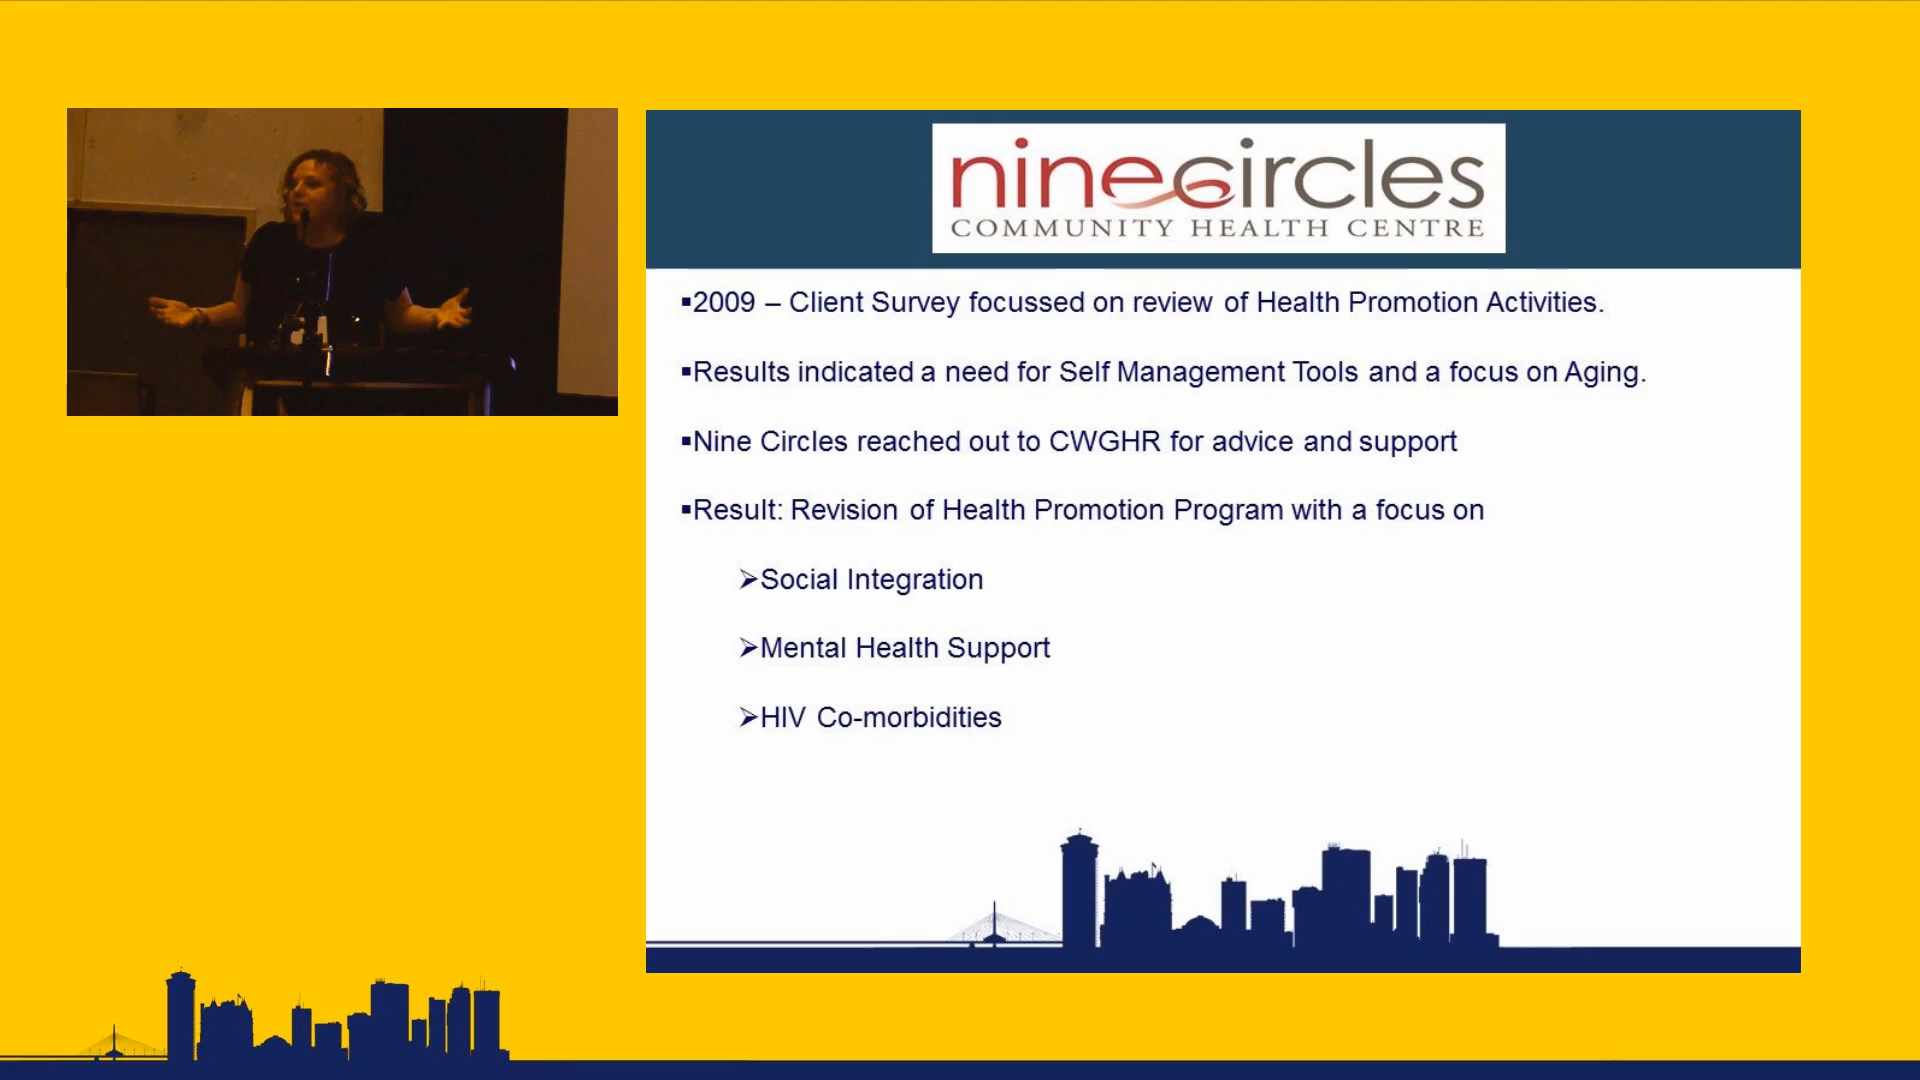 ninecircles
COMMUNITY HEALTH CENTRE
▪2009 – Client Survey focussed on review of Health Promotion Activities.
▪Results indicated a need for Self Management Tools and a focus on Aging.
▪Nine Circles reached out to CWGHR for advice and support
▪Result: Revision of Health Promotion Program with a focus on
➢Social Integration
➢Mental Health Support
➢HIV Co-morbidities